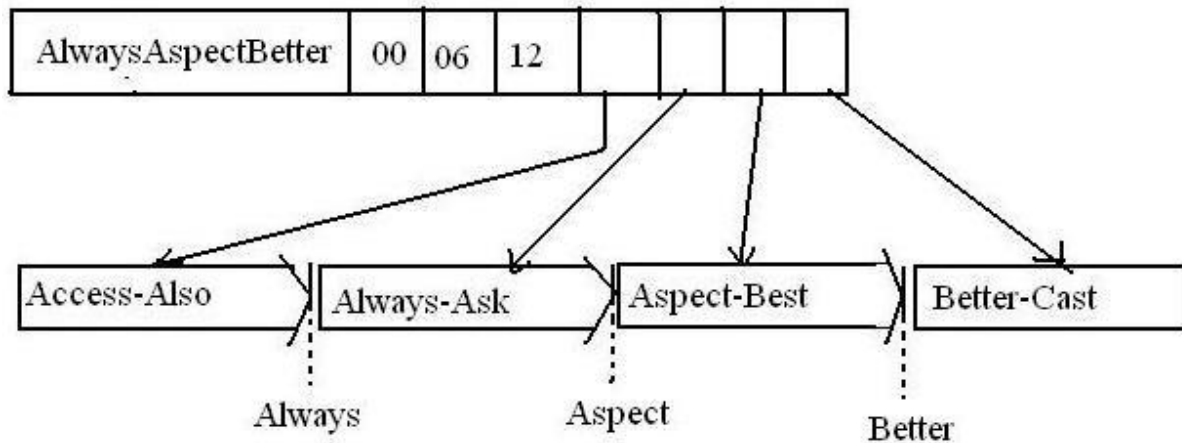 AlwaysAspectBetter 00 06 12
Access-Also Always-Ask Aspect-Best Better-Cast
Always Aspect Better